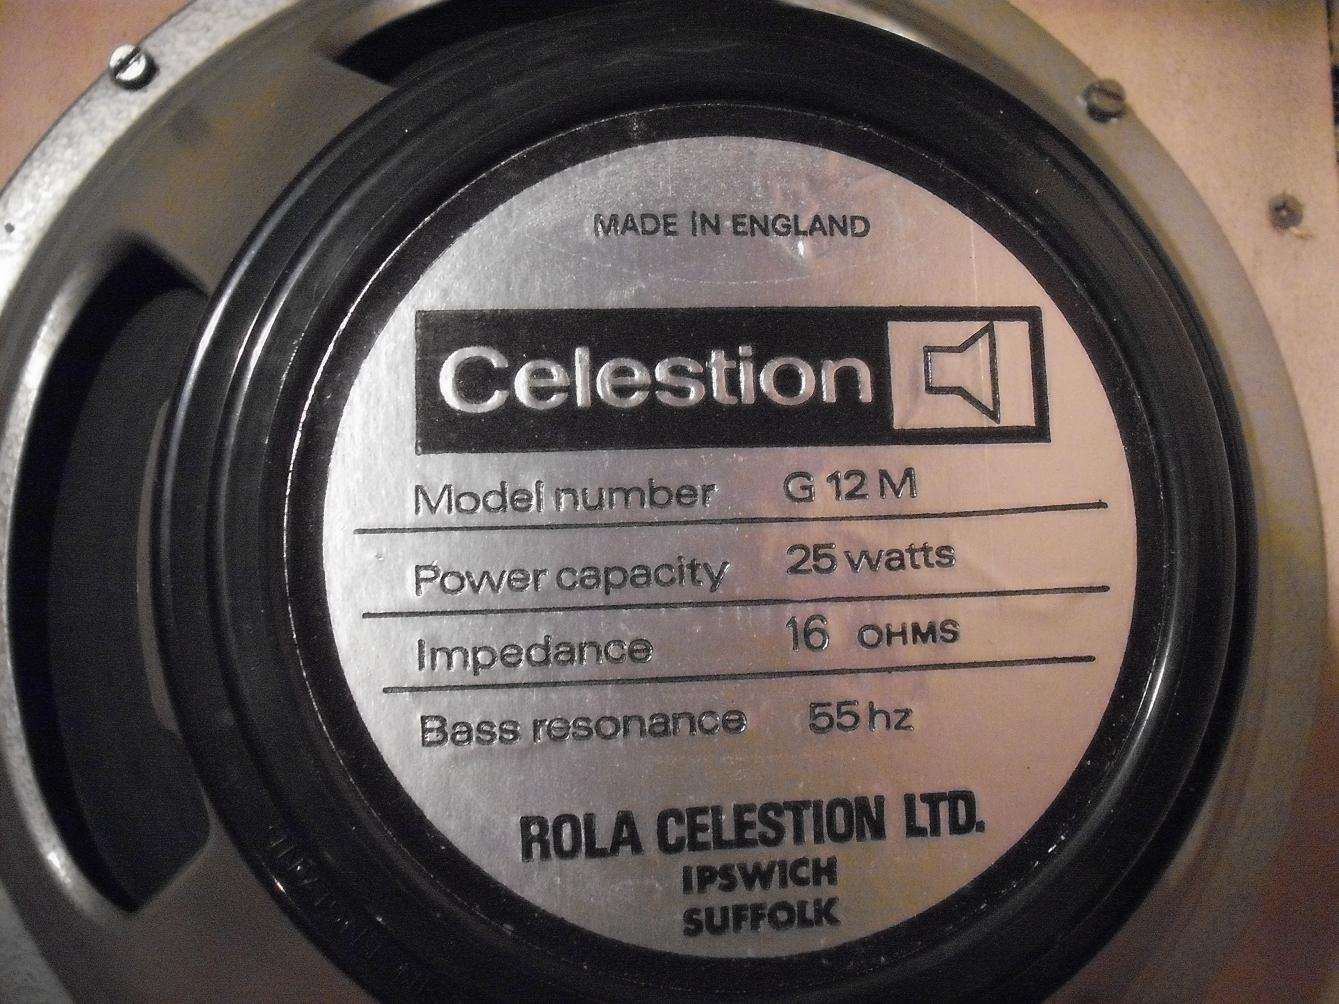 MADE IN ENGLAND
Celestion
Model number G 12 M
Power capacity 25 watts
Impedance 16 OHMS
Bass resonance 55 hz
ROLA CELESTION LTD.
IPSWICH
SUFFOLK